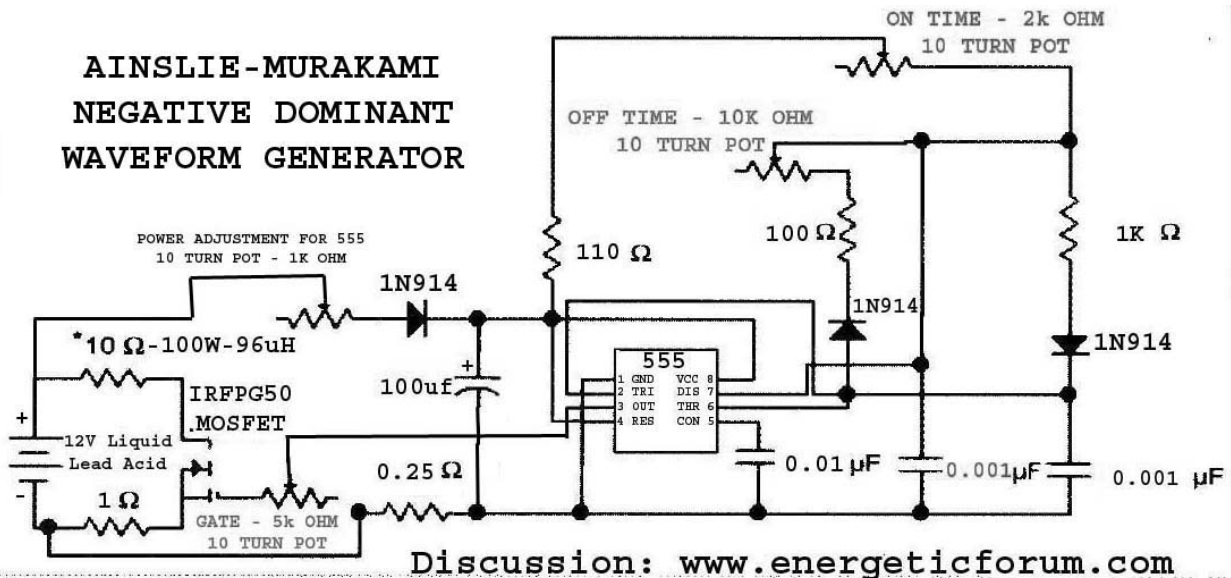 AINSLIE-MURAKAMI
NEGATIVE DOMINANT
WAVEFORM GENERATOR
ON TIME - 2k OHM
10 TURN POT
OFF TIME - 10K OHM
10 TURN POT
110 Ω
100 Ω
1K Ω
POWER ADJUSTMENT FOR 555
10 TURN POT - 1K OHM
1N914
1N914
1N914
*10 Ω-100W-96uH
IRFPG50
.MOSFET
+
12V Liquid
Lead Acid
-
1 Ω
+
100uf
555
1 GND VCC 8
2 TRI DIS 7
3 OUT THR 6
4 RES CON 5
0.25 Ω
GATE - 5k OHM
10 TURN POT
0.01 µF
0.001 µF
0.001 µF
Discussion: www.energeticforum.com